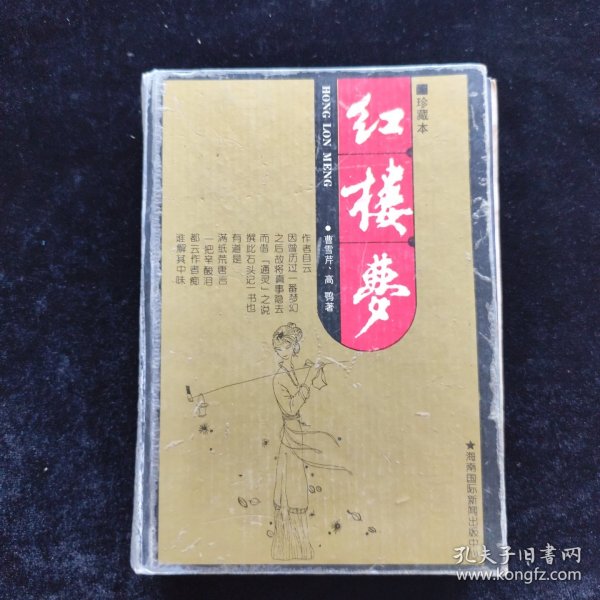 珍藏本
红楼梦
HONG LON MENG
曹雪芹、高 鹗著
作者自云
因曾历过一番梦幻
之后故将真事隐去
而借「通灵」之说
撰此石头记一书也
有道是
满纸荒唐言
一把辛酸泪
都云作者痴
谁解其中味
★海南国际新闻出版中
孔夫子旧书网
www.kongfz.com